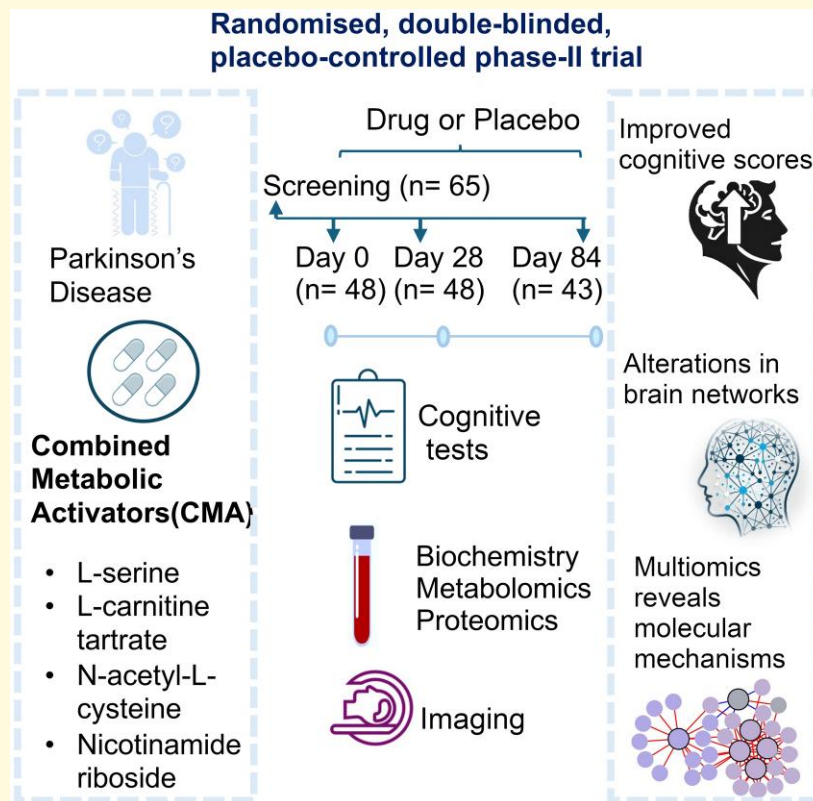 Randomised, double-blinded,
placebo-controlled phase-II trial
Parkinson's
Disease
Combined
Metabolic
Activators(CMA)
• L-serine
• L-carnitine
tartrate
• N-acetyl-L-
cysteine
• Nicotinamide
riboside
Drug or Placebo
Screening (n= 65)
Day 0 Day 28 Day 84
(n= 48) (n= 48) (n= 43)
Cognitive
tests
Biochemistry
Metabolomics
Proteomics
Imaging
Improved
cognitive scores
Alterations in
brain networks
Multiomics
reveals
molecular
mechanisms